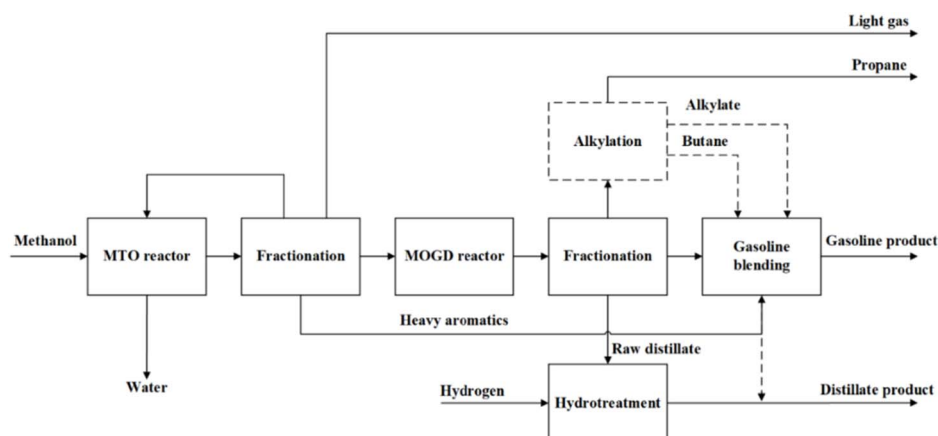 Light gas
Propane
Alkylate
Alkylation
Butane
Methanol
MTO reactor
Fractionation
MOGD reactor
Fractionation
Gasoline
blending
Gasoline product
Heavy aromatics
Raw distillate
Water
Hydrogen
Hydrotreatment
Distillate product